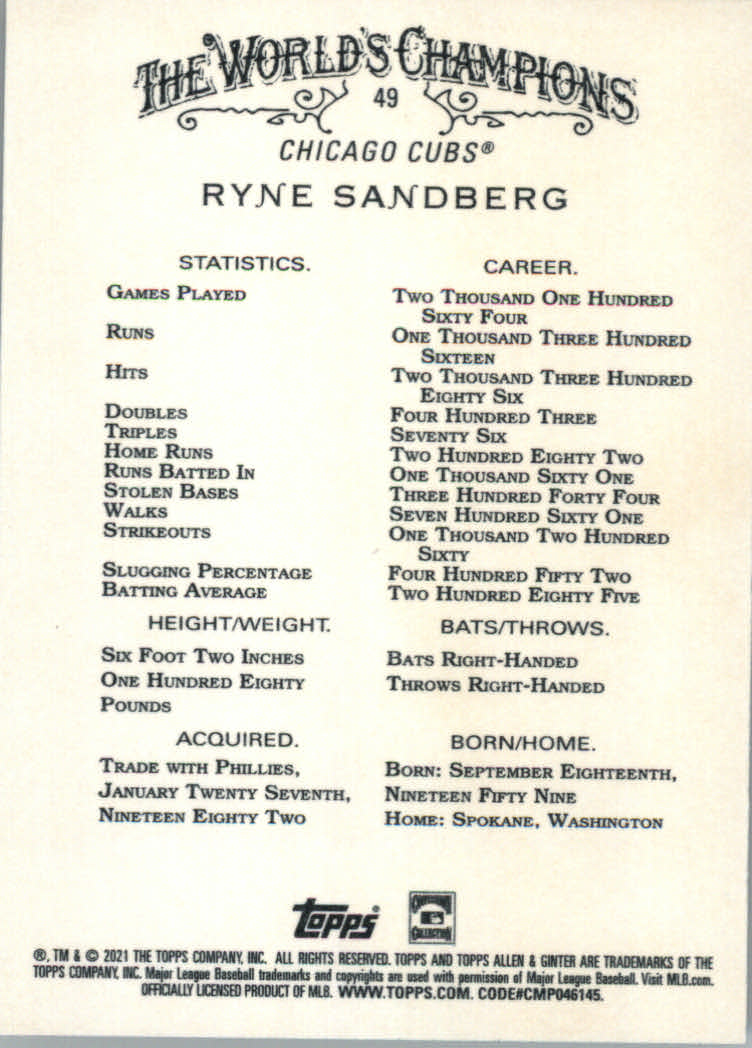 THE WORLD'S CHAMPIONS
49
CHICAGO CUBS®
RYNE SANDBERG
STATISTICS.
GAMES PLAYED
RUNS
HITS
DOUBLES
TRIPLES
HOME RUNS
RUNS BATTED IN
STOLEN BASES
WALKS
STRIKEOUTS
SLUGGING PERCENTAGE
BATTING AVERAGE
CAREER.
TWO THOUSAND ONE HUNDRED
SIXTY FOUR
ONE THOUSAND THREE HUNDRED
SIXTEEN
TWO THOUSAND THREE HUNDRED
EIGHTY SIX
FOUR HUNDRED THREE
SEVENTY SIX
TWO HUNDRED EIGHTY TWO
ONE THOUSAND SIXTY ONE
THREE HUNDRED FORTY FOUR
SEVEN HUNDRED SIXTY ONE
ONE THOUSAND TWO HUNDRED
SIXTY
FOUR HUNDRED FIFTY TWO
TWO HUNDRED EIGHTY FIVE
HEIGHT/WEIGHT.
SIX FOOT TWO INCHES
ONE HUNDRED EIGHTY
POUNDS
BATS/THROWS.
BATS RIGHT-HANDED
THROWS RIGHT-HANDED
ACQUIRED.
TRADE WITH PHILLIES,
JANUARY TWENTY SEVENTH,
NINETEEN EIGHTY TWO
BORN/HOME.
BORN: SEPTEMBER EIGHTEENTH,
NINETEEN FIFTY NINE
HOME: SPOKANE, WASHINGTON
Topps
COLLECTION
®, TM & © 2021 THE TOPPS COMPANY, INC. ALL RIGHTS RESERVED. TOPPS AND TOPPS ALLEN & GINTER ARE TRADEMARKS OF THE
TOPPS COMPANY, INC. Major League Baseball trademarks and copyrights are used with permission of Major League Baseball. Visit MLB.com.
OFFICIALLY LICENSED PRODUCT OF MLB. WWW.TOPPS.COM. CODE#CMP046145.